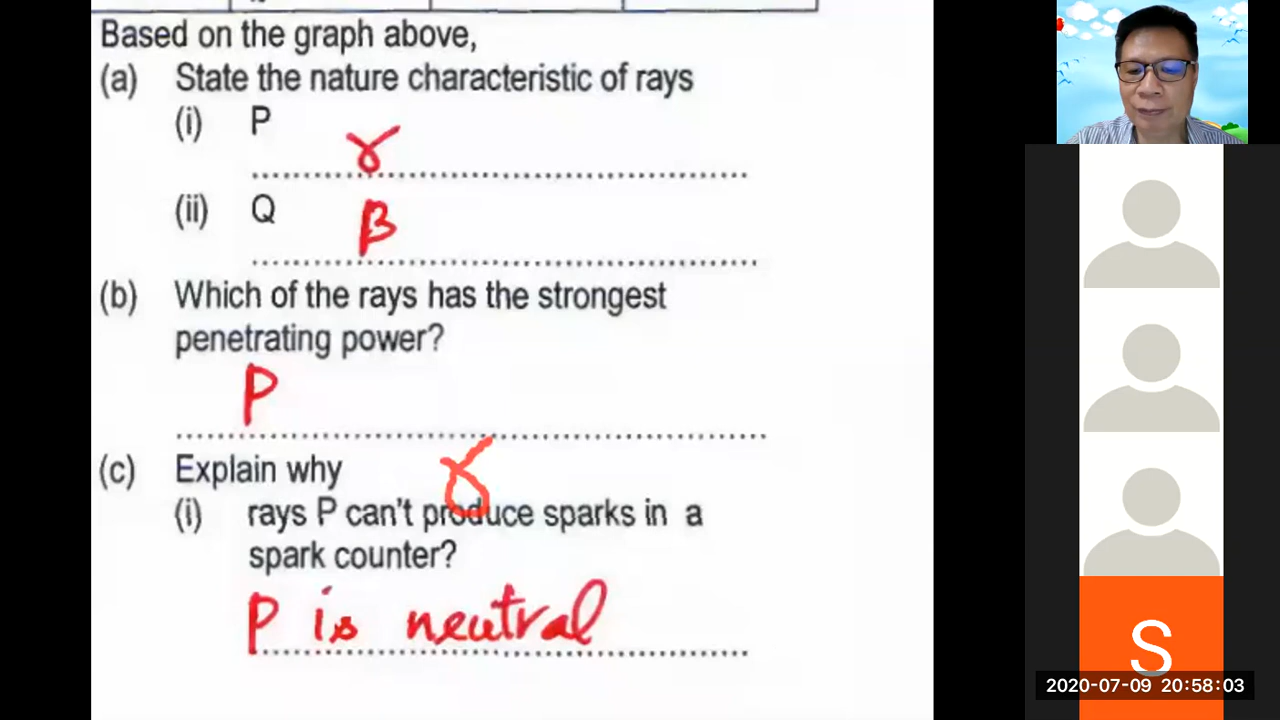 Based on the graph above,
(a) State the nature characteristic of rays
(i) P
γ
(ii) Q
β
(b) Which of the rays has the strongest
penetrating power?
P
(c) Explain why
γ
(i) rays P can't produce sparks in a
spark counter?
P is neutral
S
2020-07-09 20:58:03